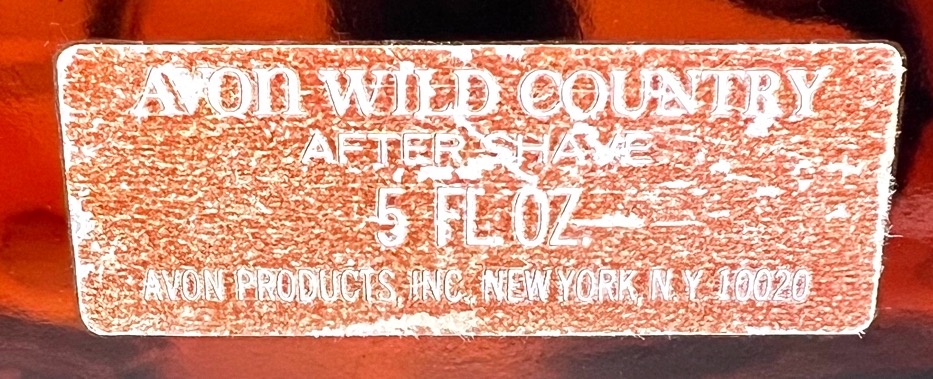 AVON WILD COUNTRY
AFTER SHAVE
5 FL. OZ.
AVON PRODUCTS, INC. NEW YORK, N.Y 10020